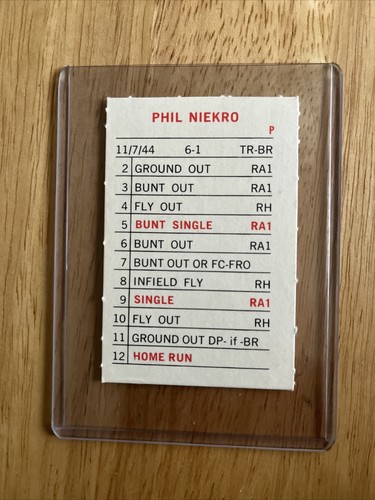 PHIL NIEKRO
P
11/7/44 6-1 TR-BR
2 GROUND OUT RA1
3 BUNT OUT RA1
4 FLY OUT RH
5 BUNT SINGLE RA1
6 BUNT OUT RA1
7 BUNT OUT OR FC-FRO
8 INFIELD FLY RH
9 SINGLE RA1
10 FLY OUT RH
11 GROUND OUT DP- if -BR
12 HOME RUN